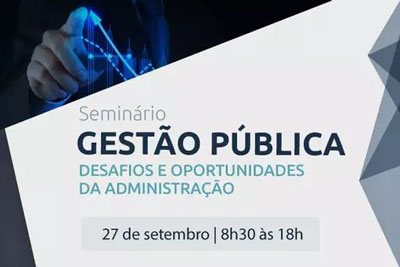 Seminário
GESTÃO PÚBLICA
DESAFIOS E OPORTUNIDADES
DA ADMINISTRAÇÃO
27 de setembro | 8h30 às 18h